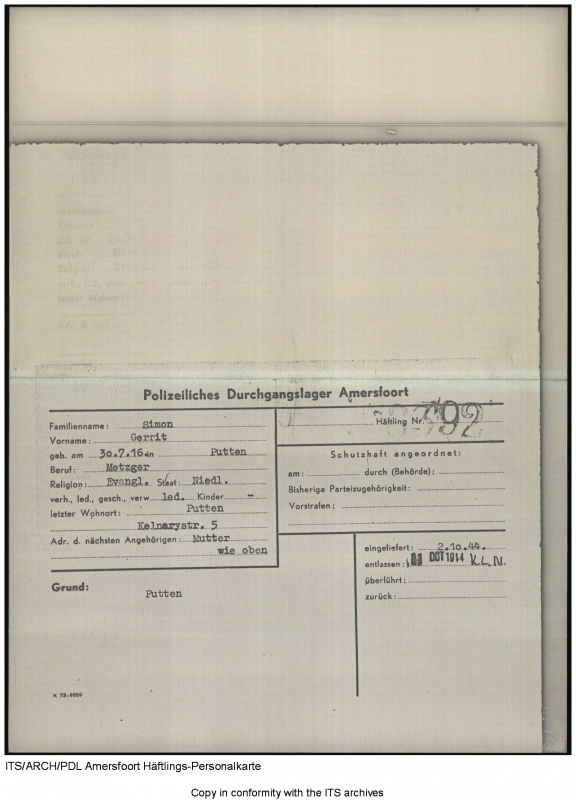 Polizeiliches Durchgangslager Amersfoort
Familienname: Simon
Vorname: Gerrit
geb. am 30.7.16 in Putten
Beruf: Metzger
Religion: Evangl. Staat: Niedl.
verh., led., gesch., verw. led. Kinder -
letzter Wohnort: Putten
Kelnarystr. 5
Adr. d. nächsten Angehörigen: Mutter
wie oben
Häftling Nr.
Schutzhaft angeordnet:
am: durch (Behörde):
Bisherige Parteizugehörigkeit:
Vorstrafen:
eingeliefert: 2.10.44.
entlassen: 11 OCT 1944 K.L.N.
überführt:
zurück:
Grund:
Putten
ITS/ARCH/PDL Amersfoort Häftlings-Personalkarte
Copy in conformity with the ITS archives